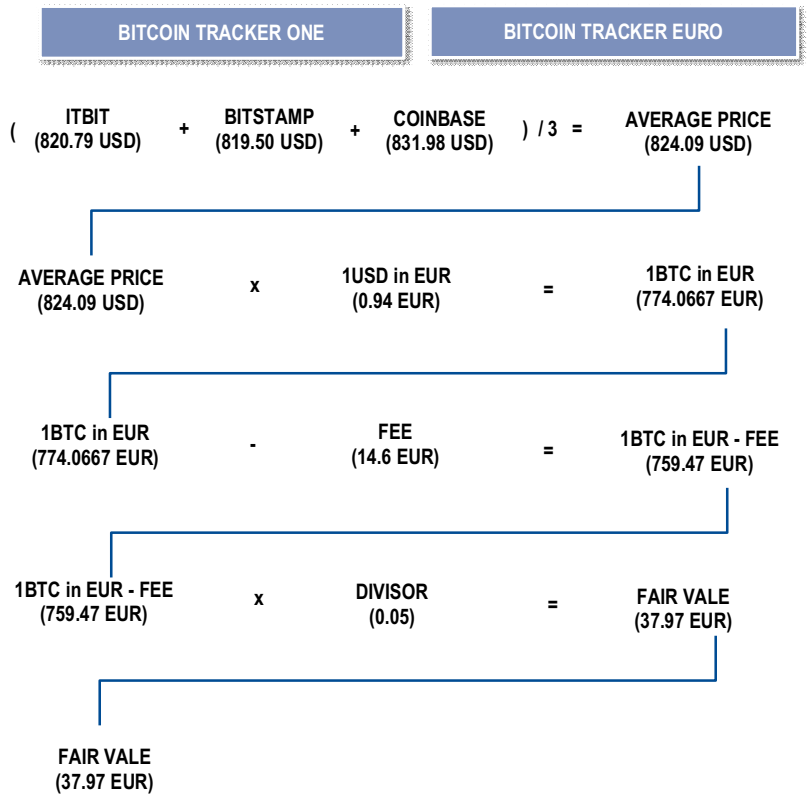 BITCOIN TRACKER ONE
BITCOIN TRACKER EURO
( ITBIT + BITSTAMP + COINBASE ) / 3 = AVERAGE PRICE
(820.79 USD) (819.50 USD) (831.98 USD) (824.09 USD)
AVERAGE PRICE x 1USD in EUR = 1BTC in EUR
(824.09 USD) (0.94 EUR) (774.0667 EUR)
1BTC in EUR - FEE = 1BTC in EUR - FEE
(774.0667 EUR) (14.6 EUR) (759.47 EUR)
1BTC in EUR - FEE x DIVISOR = FAIR VALE
(759.47 EUR) (0.05) (37.97 EUR)
FAIR VALE
(37.97 EUR)